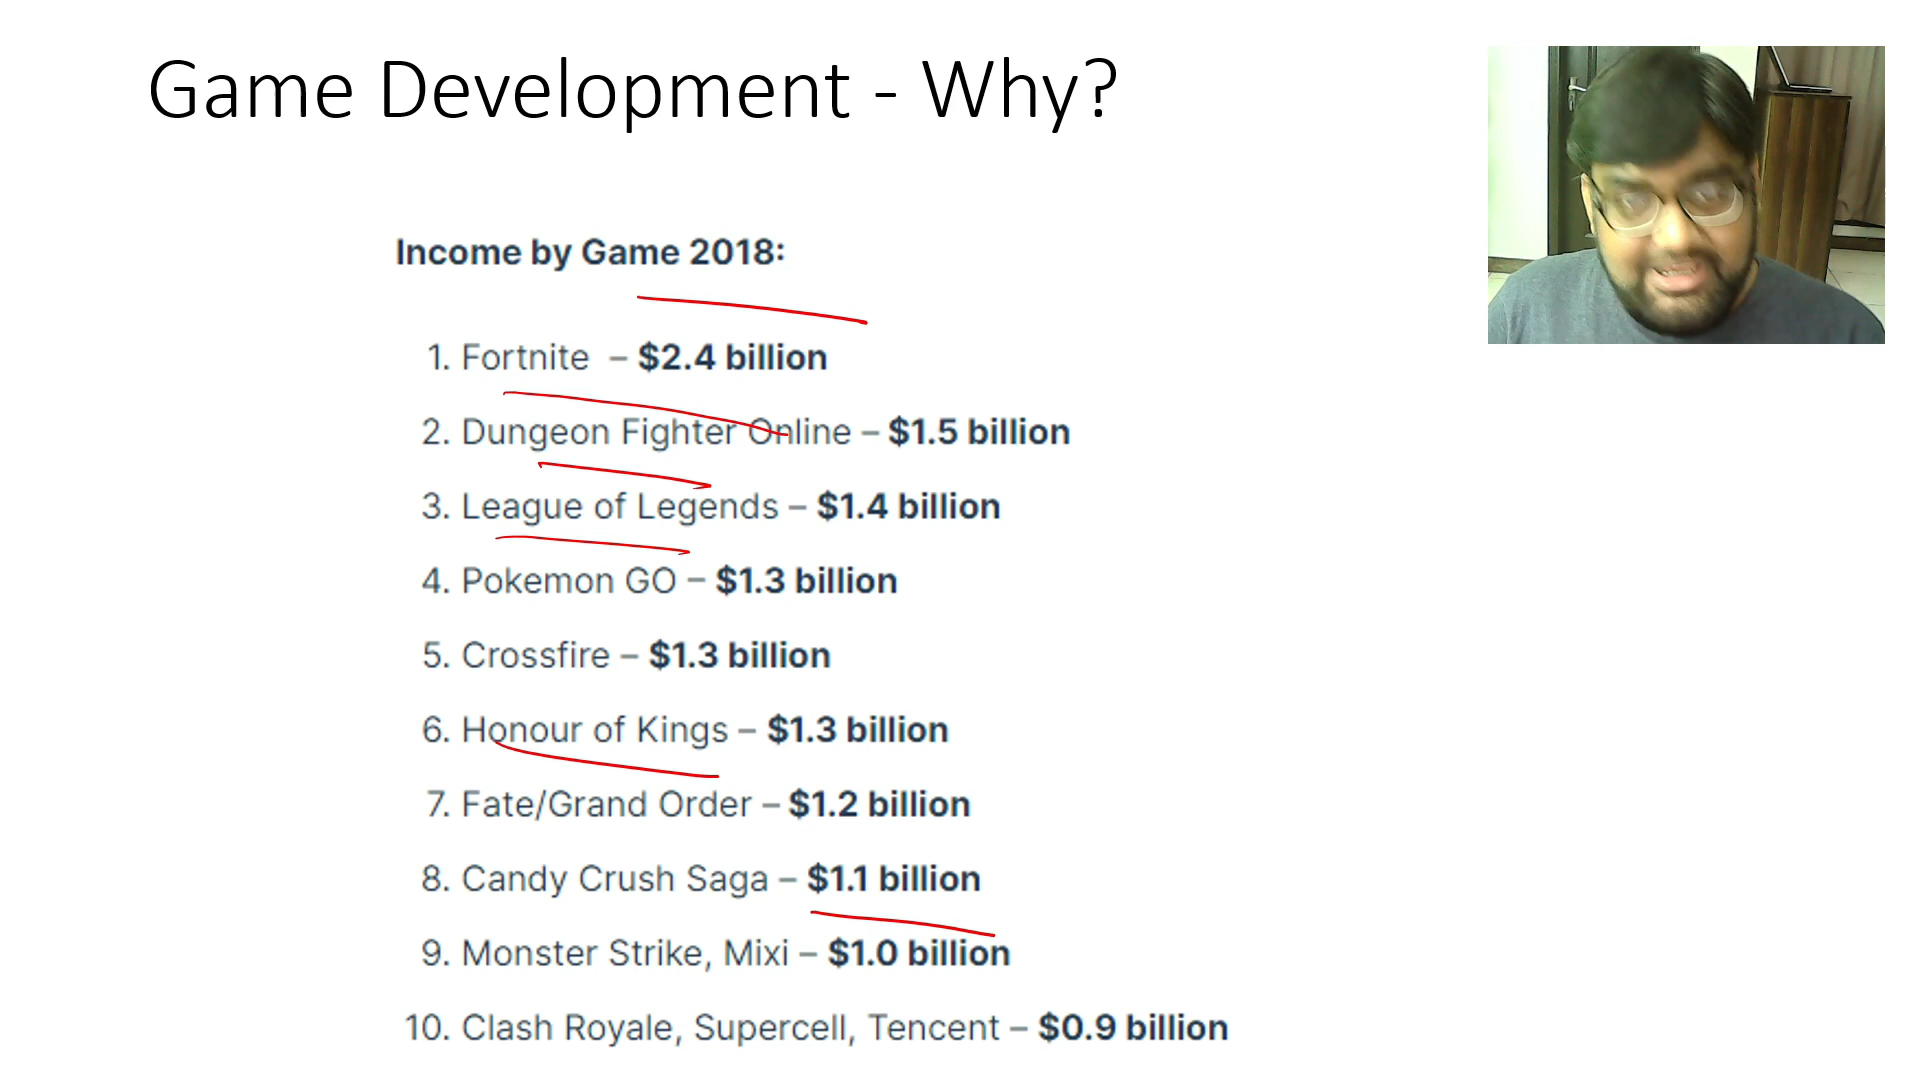 Game Development - Why?
Income by Game 2018:
1. Fortnite – $2.4 billion
2. Dungeon Fighter Online – $1.5 billion
3. League of Legends – $1.4 billion
4. Pokemon GO – $1.3 billion
5. Crossfire – $1.3 billion
6. Honour of Kings – $1.3 billion
7. Fate/Grand Order – $1.2 billion
8. Candy Crush Saga – $1.1 billion
9. Monster Strike, Mixi – $1.0 billion
10. Clash Royale, Supercell, Tencent – $0.9 billion